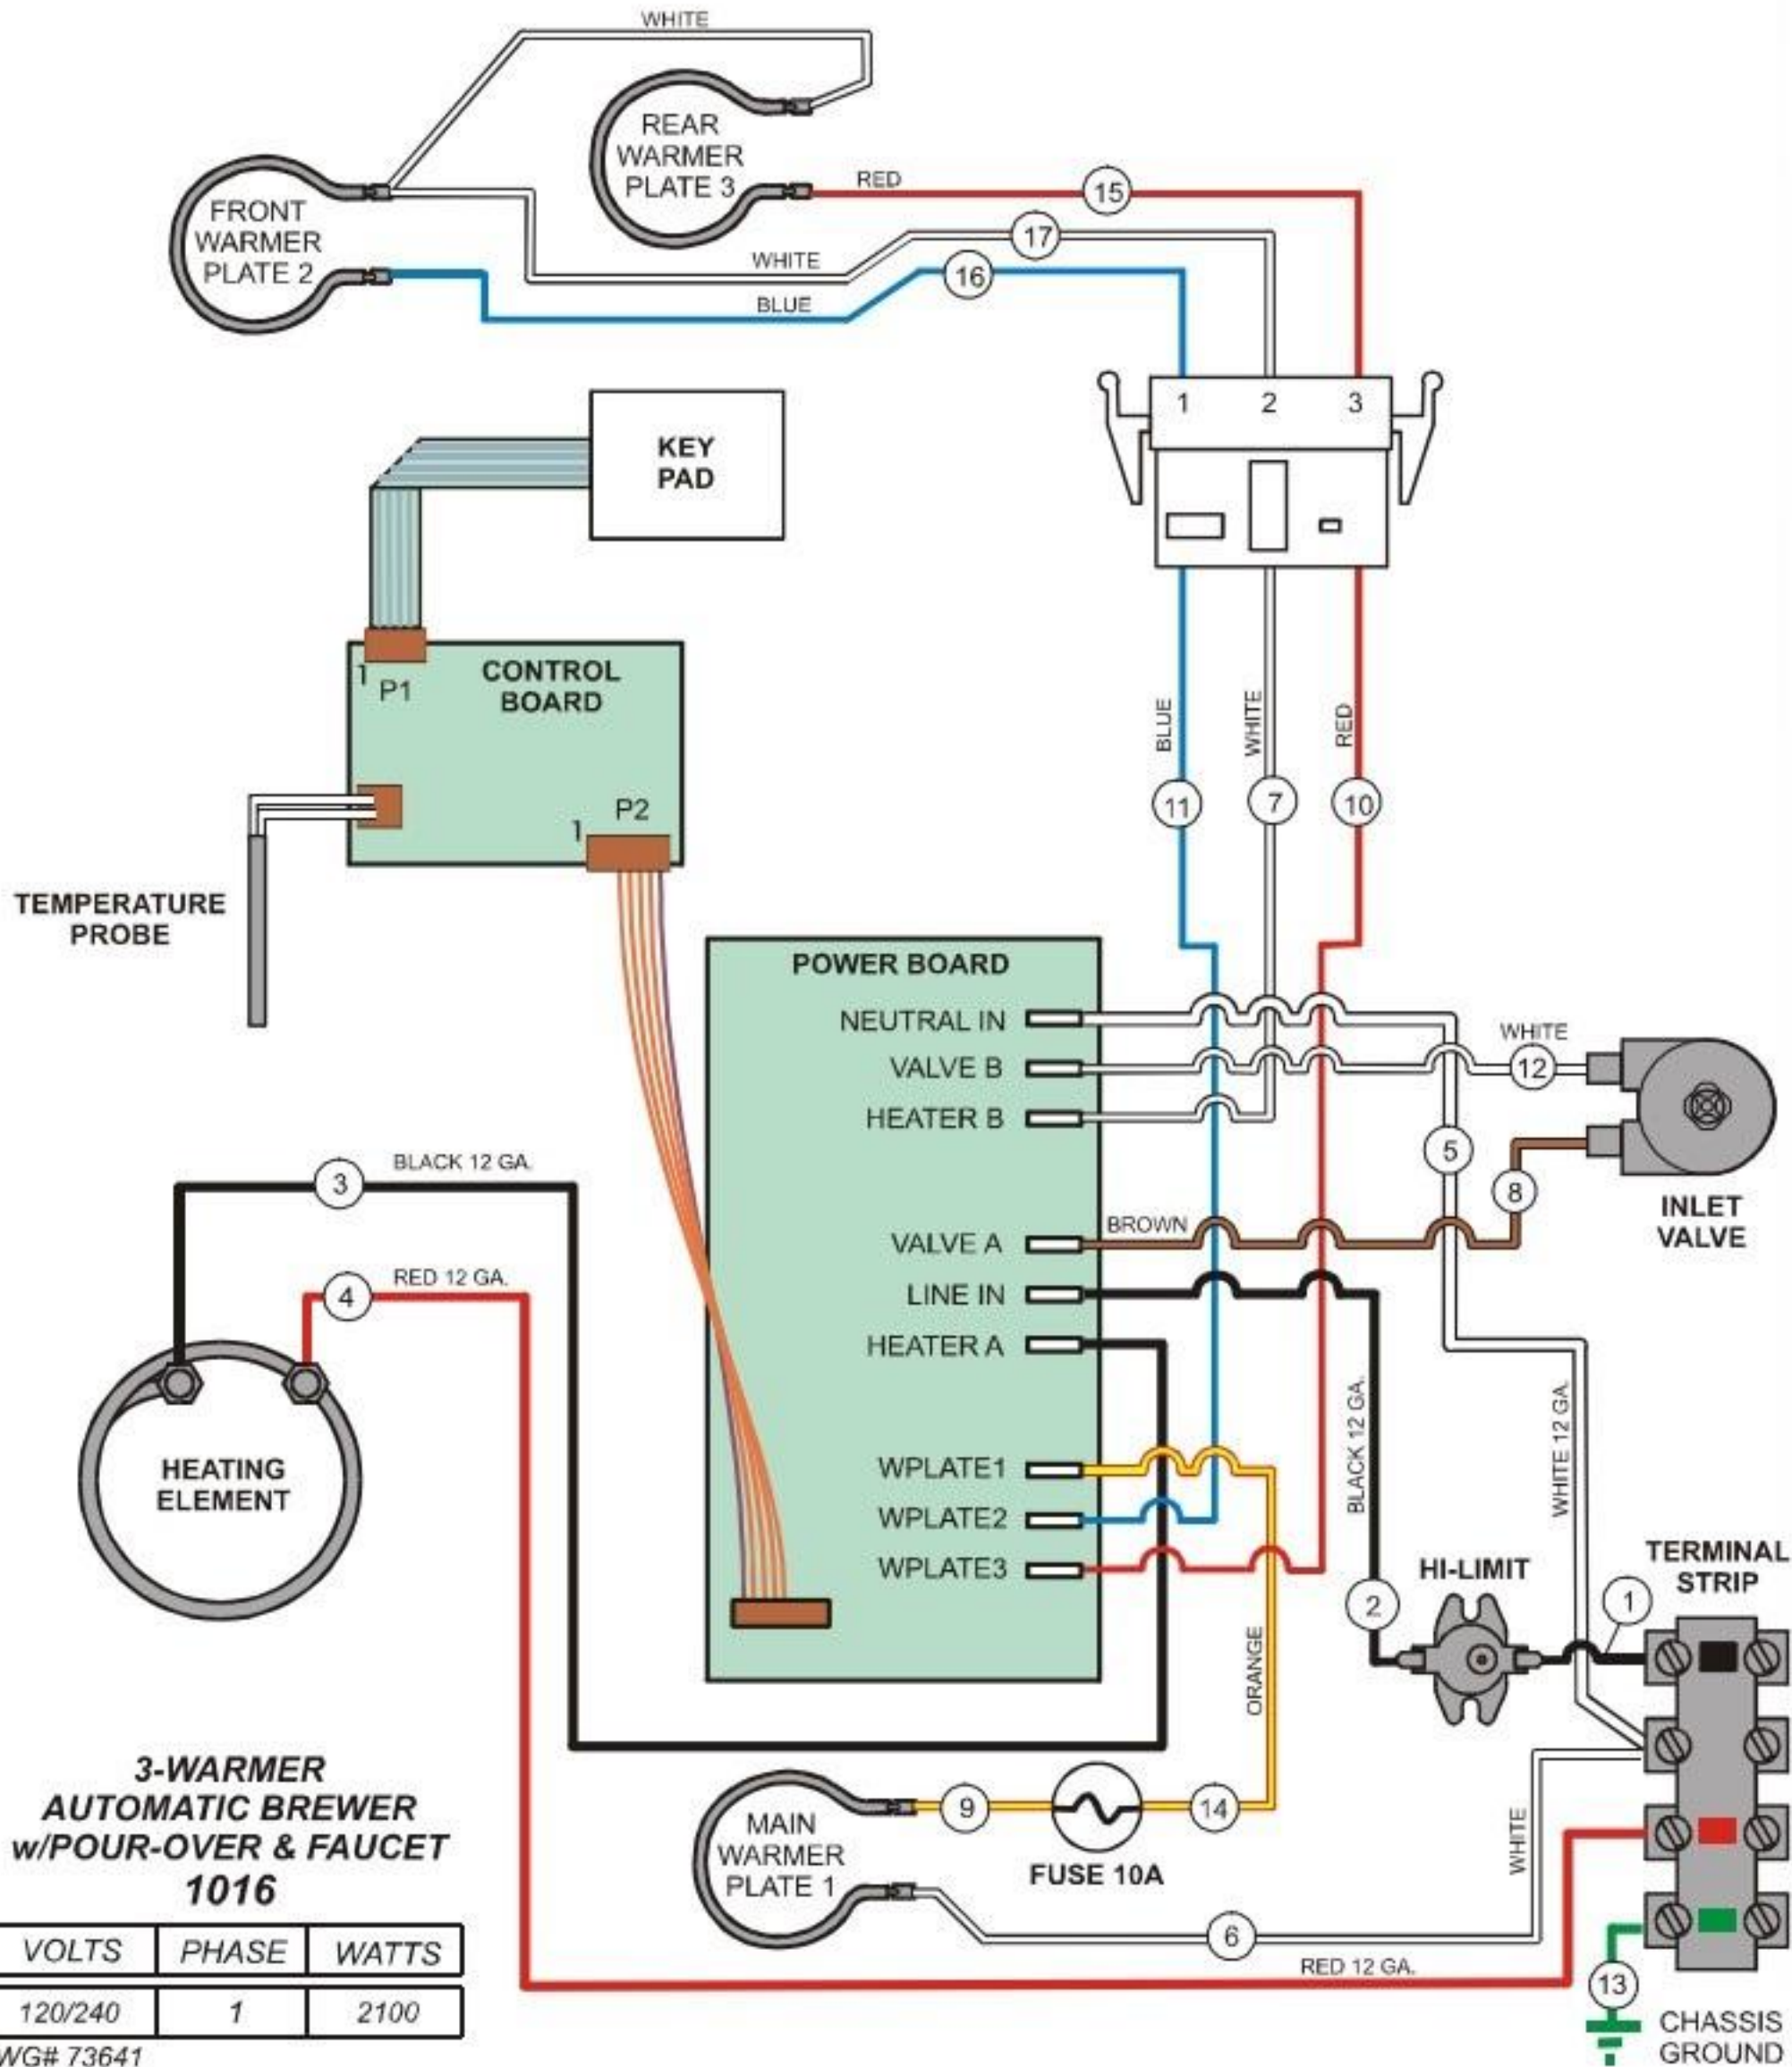 WHITE
REAR
WARMER
PLATE 3
RED
15
FRONT
WARMER
PLATE 2
WHITE
17
16
BLUE
1 2 3
KEY
PAD
1
P1
CONTROL
BOARD
P2
1
BLUE
WHITE
RED
11
7
10
TEMPERATURE
PROBE
POWER BOARD
NEUTRAL IN
VALVE B
HEATER B
VALVE A
LINE IN
HEATER A
WPLATE1
WPLATE2
WPLATE3
WHITE
12
5
8
INLET
VALVE
BROWN
3
BLACK 12 GA.
4
RED 12 GA.
HEATING
ELEMENT
BLACK 12 GA.
WHITE 12 GA.
2
HI-LIMIT
1
TERMINAL
STRIP
ORANGE
MAIN
WARMER
PLATE 1
9
14
FUSE 10A
WHITE
6
RED 12 GA.
13
CHASSIS
GROUND
3-WARMER
AUTOMATIC BREWER
w/POUR-OVER & FAUCET
1016
VOLTS PHASE WATTS
120/240 1 2100
WG# 73641